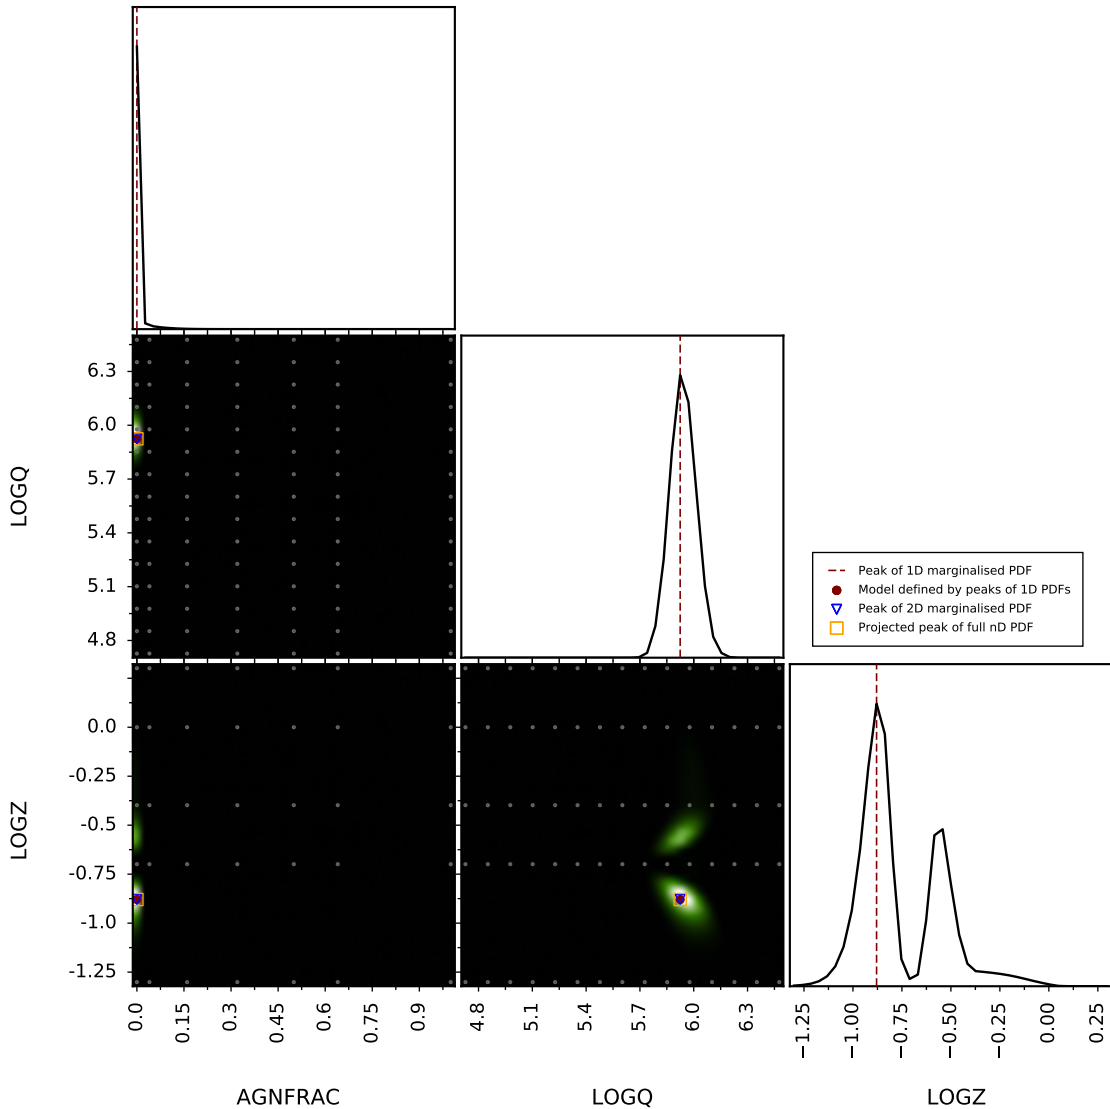 6.3
6.0
5.7
5.4
5.1
4.8
LOGQ
Peak of 1D marginalised PDF
Model defined by peaks of 1D PDFs
Peak of 2D marginalised PDF
Projected peak of full nD PDF
0.0
-0.25
-0.5
-0.75
-1.0
-1.25
LOGZ
0.0 0.15 0.3 0.45 0.6 0.75 0.9
4.8 5.1 5.4 5.7 6.0 6.3
−1.25 −1.00 −0.75 −0.50 −0.25 0.00 0.25
AGNFRAC LOGQ LOGZ